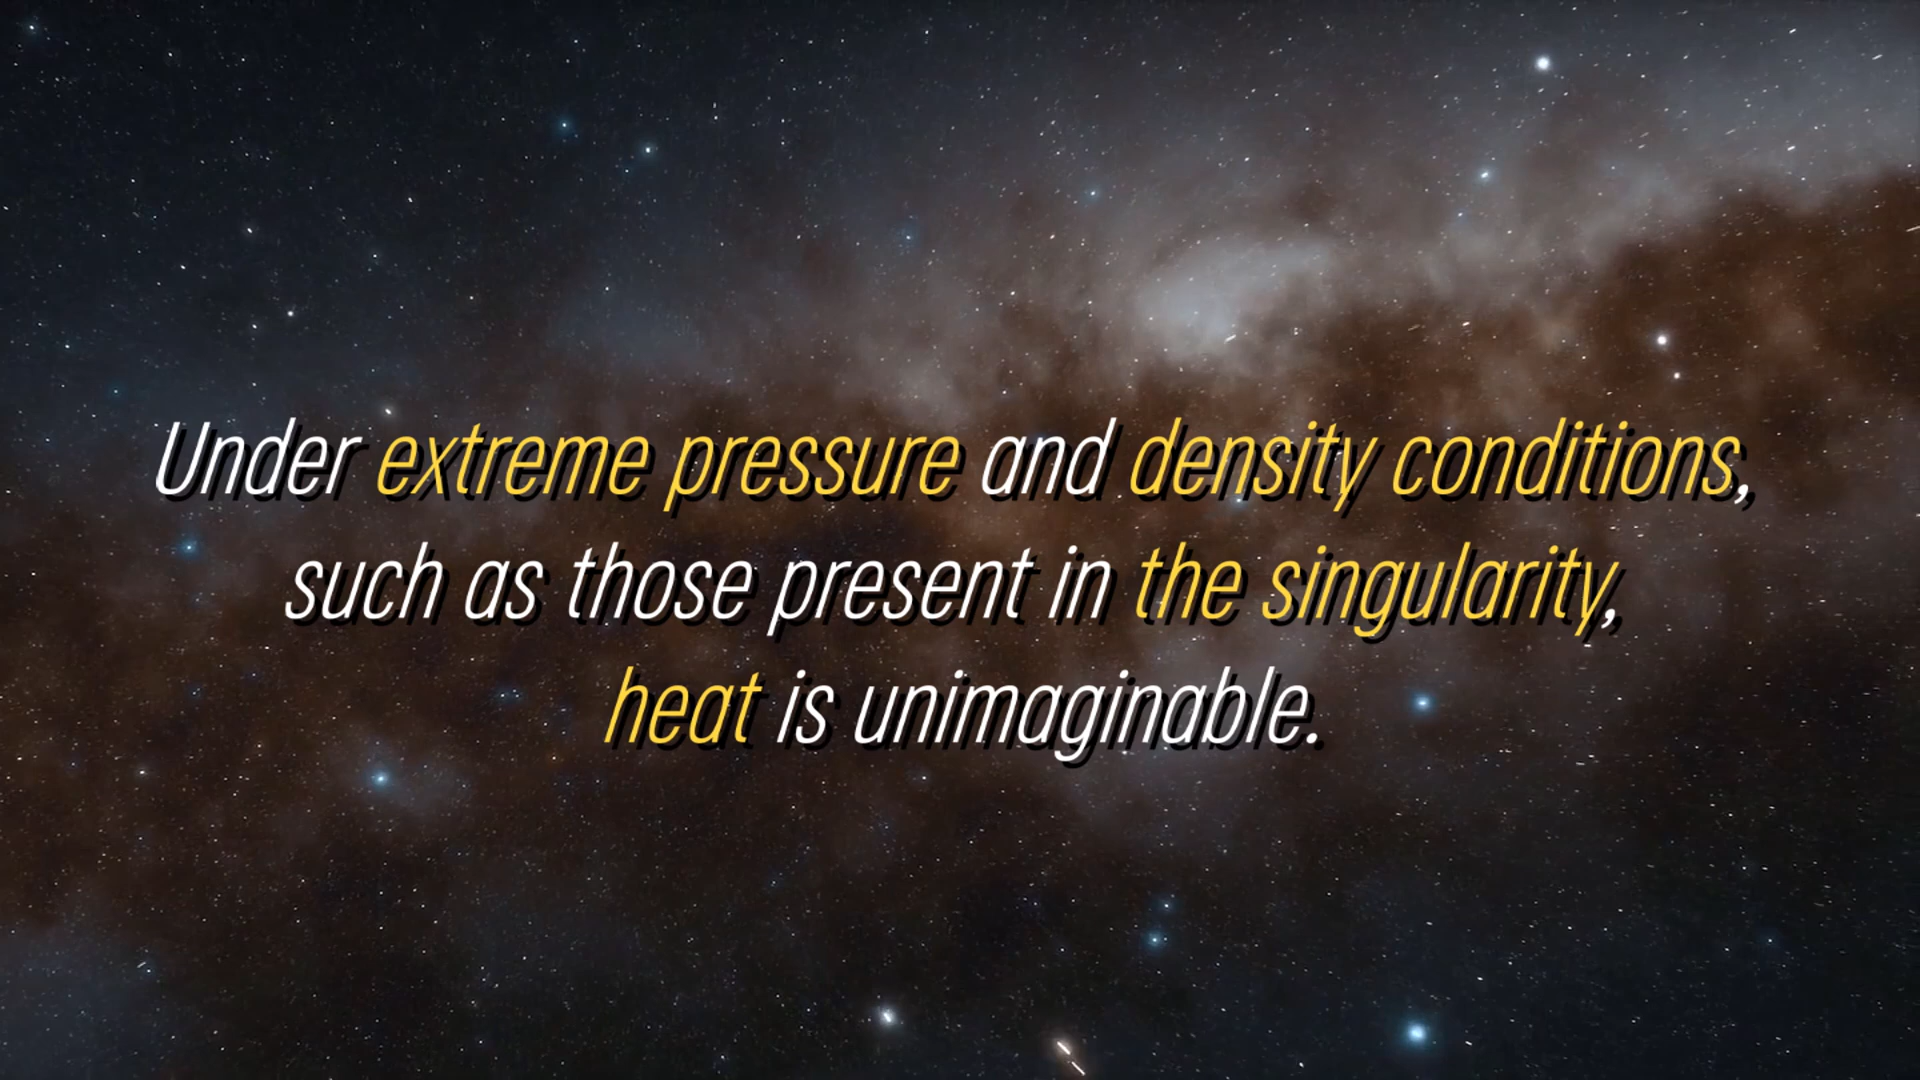 Under extreme pressure and density conditions,
such as those present in the singularity,
heat is unimaginable.